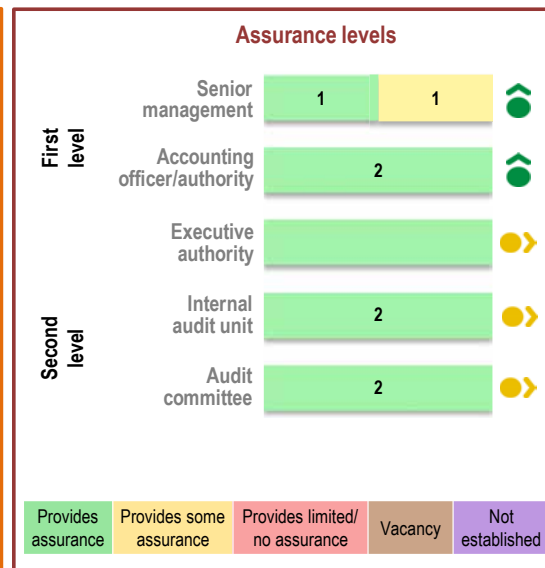 Assurance levels
First
level
Senior
management
1
1
Accounting
officer/authority
2
Executive
authority
Second
level
Internal
audit unit
2
Audit
committee
2
Provides
assurance
Provides some
assurance
Provides limited/
no assurance
Vacancy
Not
established